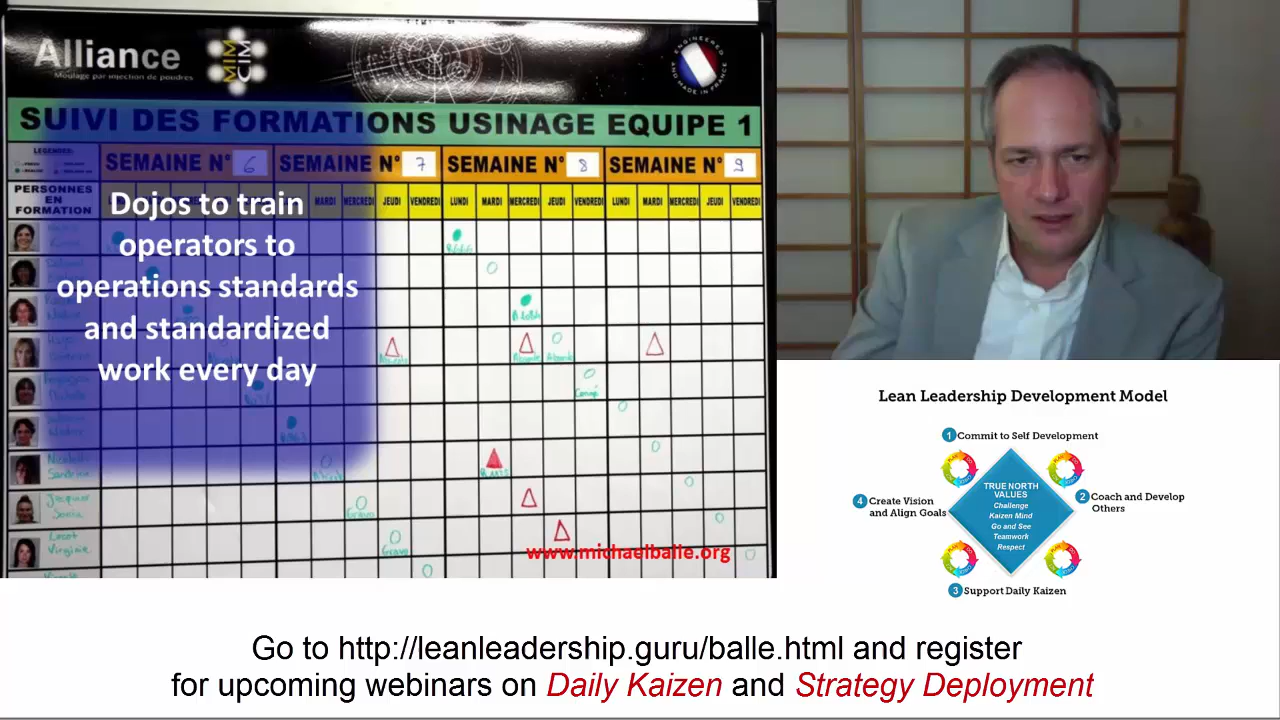 Alliance
Moulage par injection de poudres
MIM
CIM
ENGINEERED
AND MADE IN FRANCE
SUIVI DES FORMATIONS USINAGE EQUIPE 1
LEGENDES:
SEMAINE N° 6 SEMAINE N° 7 SEMAINE N° 8 SEMAINE N° 9
PERSONNES
EN
FORMATION
MARDI MERCREDI JEUDI VENDREDI LUNDI MARDI MERCREDI JEUDI VENDREDI LUNDI MARDI MERCREDI JEUDI VENDREDI
Dojos to train
operators to
operations standards
and standardized
work every day
Absente
Virginie
www.michaelballe.org
Lean Leadership Development Model
1 Commit to Self Development
TRUE NORTH
VALUES
Challenge
Kaizen Mind
Go and See
Teamwork
Respect
2 Coach and Develop
Others
4 Create Vision
and Align Goals
3 Support Daily Kaizen
Go to http://leanleadership.guru/balle.html and register
for upcoming webinars on Daily Kaizen and Strategy Deployment